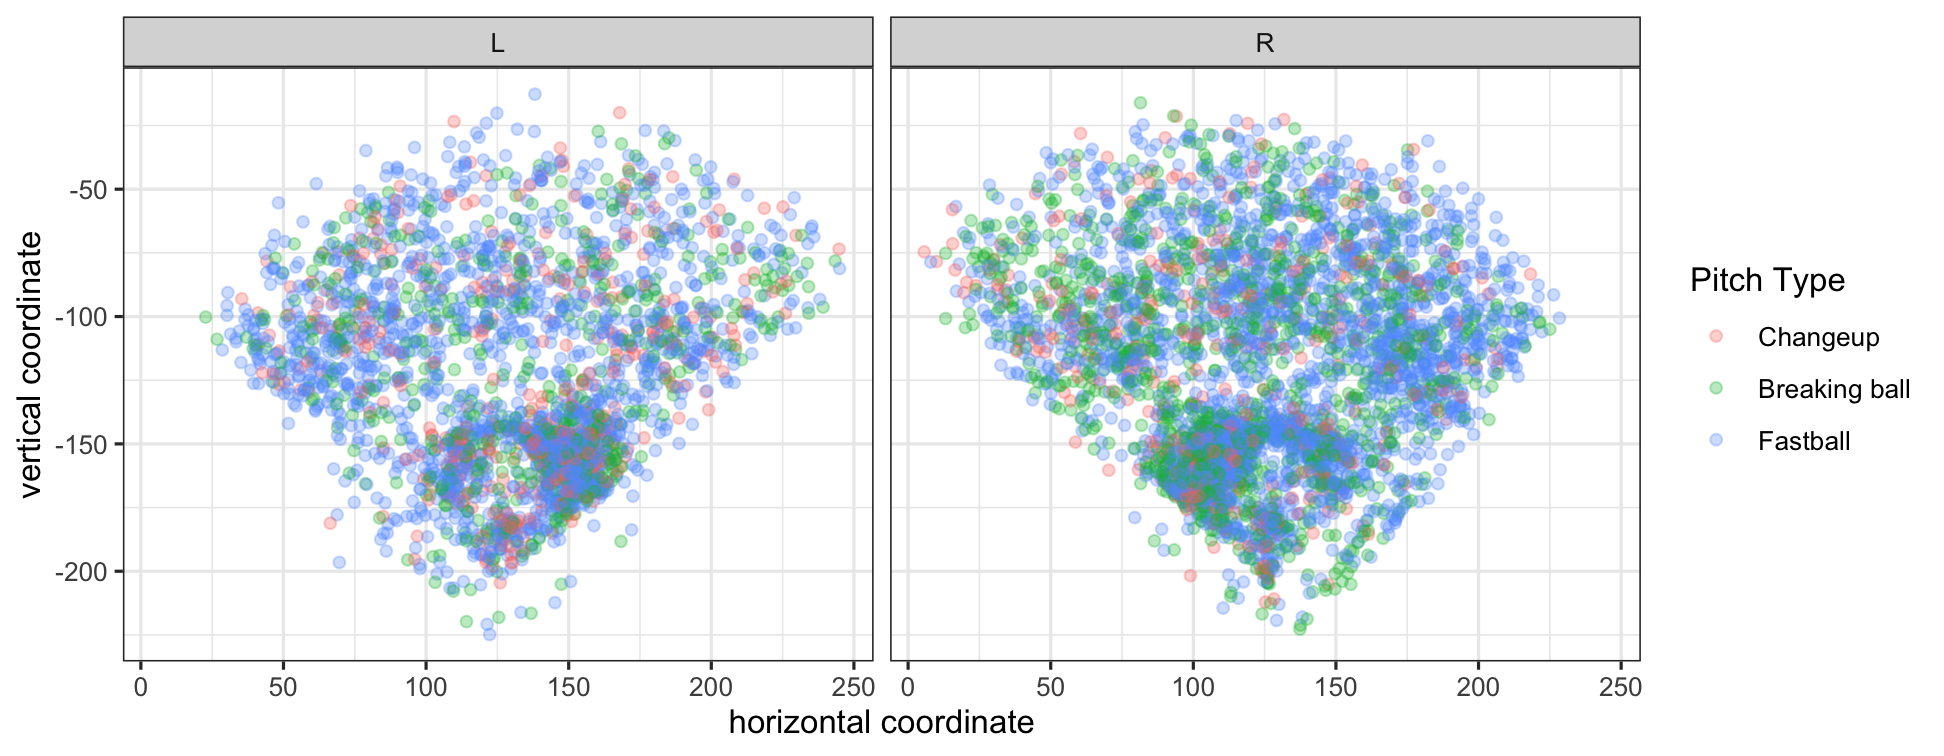 L
R
-50
-100
-150
-200
vertical coordinate
0 50 100 150 200 250
0 50 100 150 200 250
horizontal coordinate
Pitch Type
Changeup
Breaking ball
Fastball